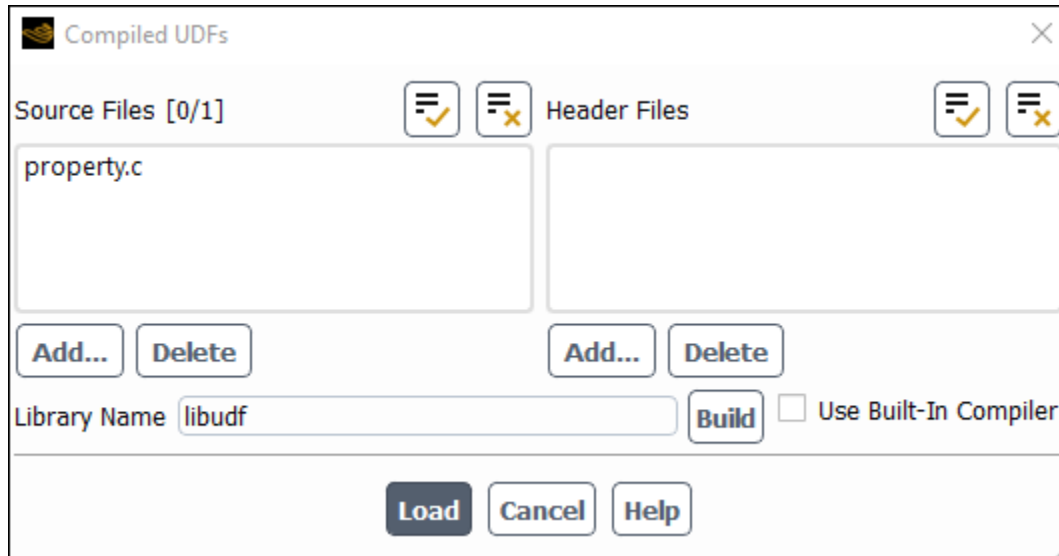 Compiled UDFs
Source Files [0/1]
Header Files
property.c
Add... Delete
Add... Delete
Library Name libudf Build Use Built-In Compiler
Load Cancel Help